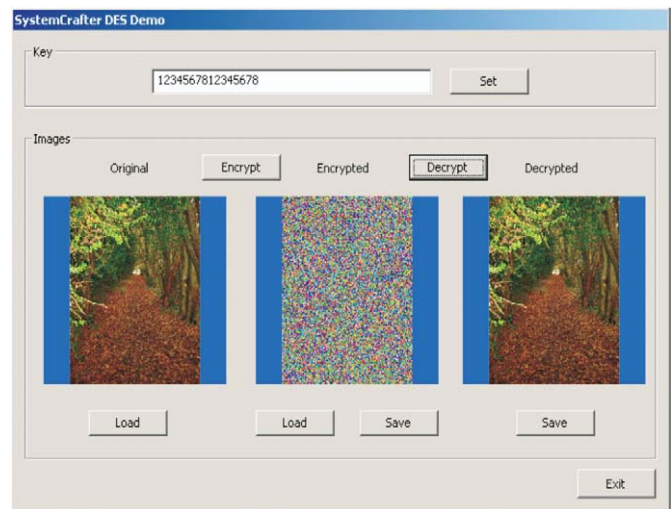 SystemCrafter DES Demo
Key
1234567812345678 Set
Images
Original Encrypt Encrypted Decrypt Decrypted
Load Load Save Save
Exit